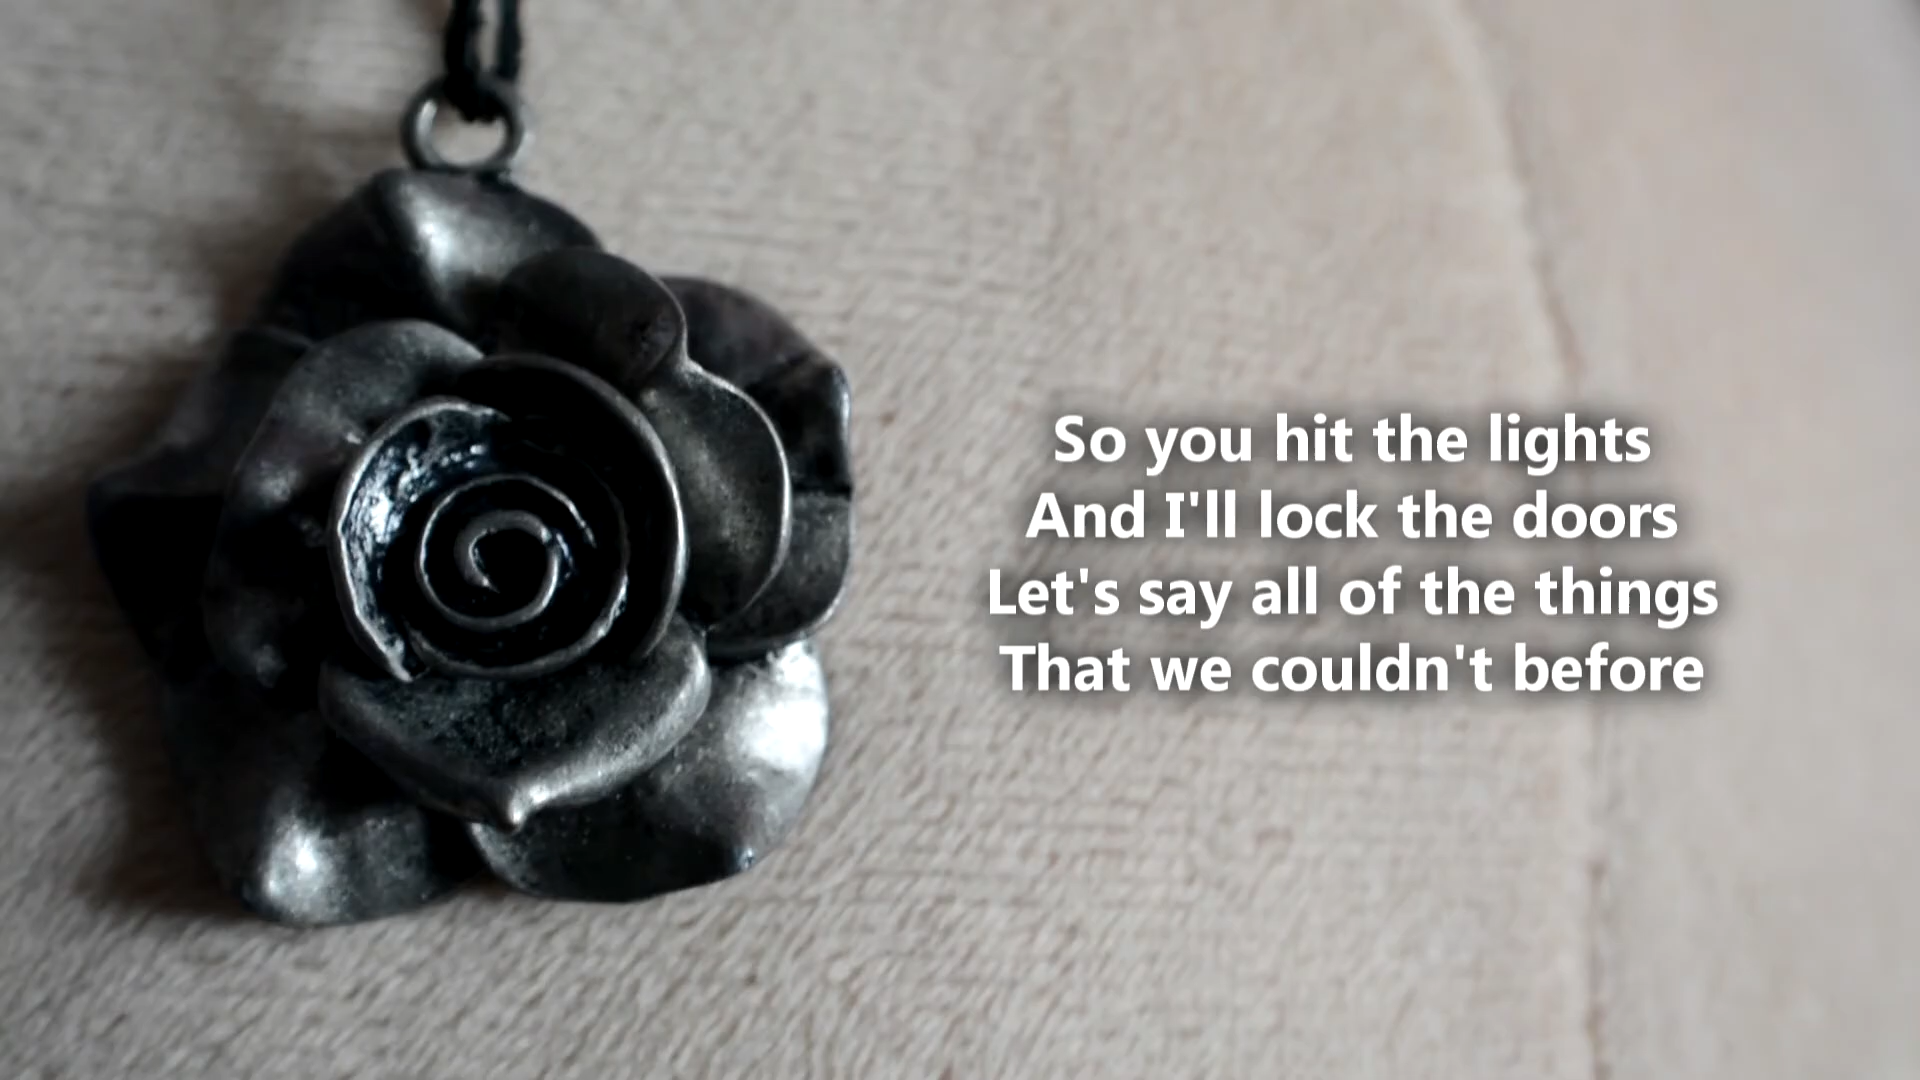 So you hit the lights
And I'll lock the doors
Let's say all of the things
That we couldn't before